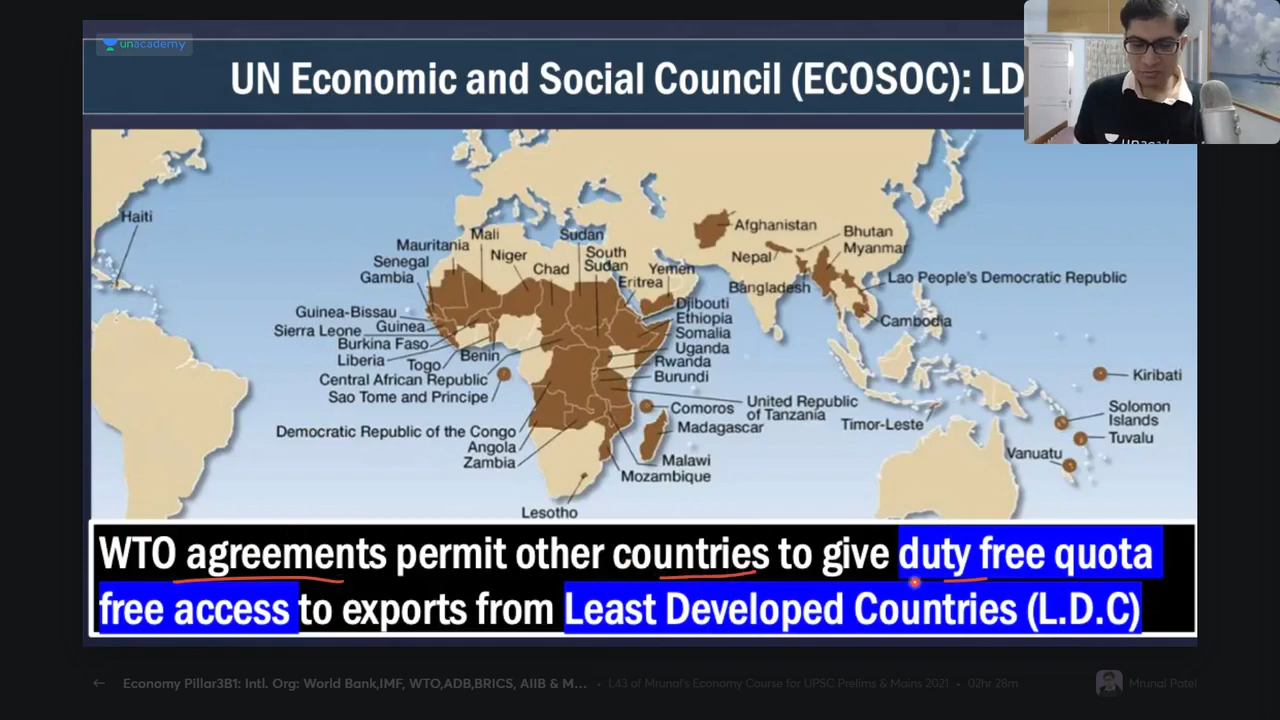 unacademy
UN Economic and Social Council (ECOSOC): LD
Haiti
Mauritania
Mali
Sudan
Senegal
Niger
South
Sudan
Gambia
Chad
Yemen
Eritrea
Afghanistan
Bhutan
Myanmar
Nepal
Lao People's Democratic Republic
Bangladesh
Guinea-Bissau
Djibouti
Guinea
Ethiopia
Sierra Leone
Cambodia
Burkina Faso
Somalia
Liberia
Uganda
Togo
Benin
Rwanda
Central African Republic
Burundi
Kiribati
Sao Tome and Principe
United Republic
of Tanzania
Comoros
Solomon
Islands
Democratic Republic of the Congo
Madagascar
Timor-Leste
Tuvalu
Angola
Vanuatu
Zambia
Malawi
Mozambique
Lesotho
WTO agreements permit other countries to give duty free quota
free access to exports from Least Developed Countries (L.D.C)
← Economy Pillar3B1: Intl. Org: World Bank,IMF, WTO,ADB,BRICS, AIIB & M... • L43 of Mrunal's Economy Course for UPSC Prelims & Mains 2021 • 02hr 28m Mrunal Patel